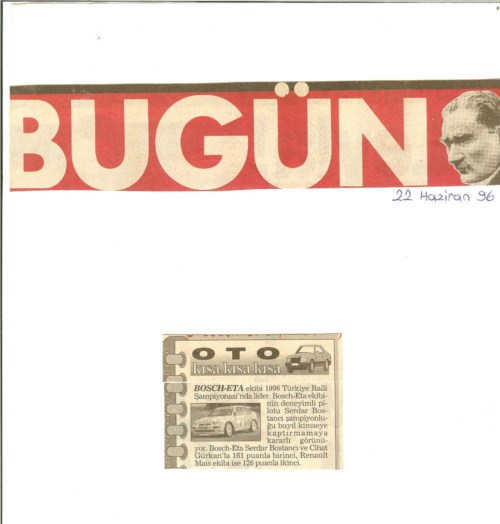 BUGÜN
22 Haziran 96
OTO
kısa kısa kısa
BOSCH-ETA ekibi 1996 Türkiye Ralli
Şampiyonası'nda lider. Bosch-Eta ekibi-
nin deneyimli pi-
lotu Serdar Bos-
tancı şampiyonlu-
ğu buyıl kimseye
kaptırmamaya
kararlı görünü-
yor. Bosch-Eta Serdar Bostancı ve Cihat
Gürkan'la 161 puanla birinci, Renault
Mais ekibi ise 126 puanla ikinci.